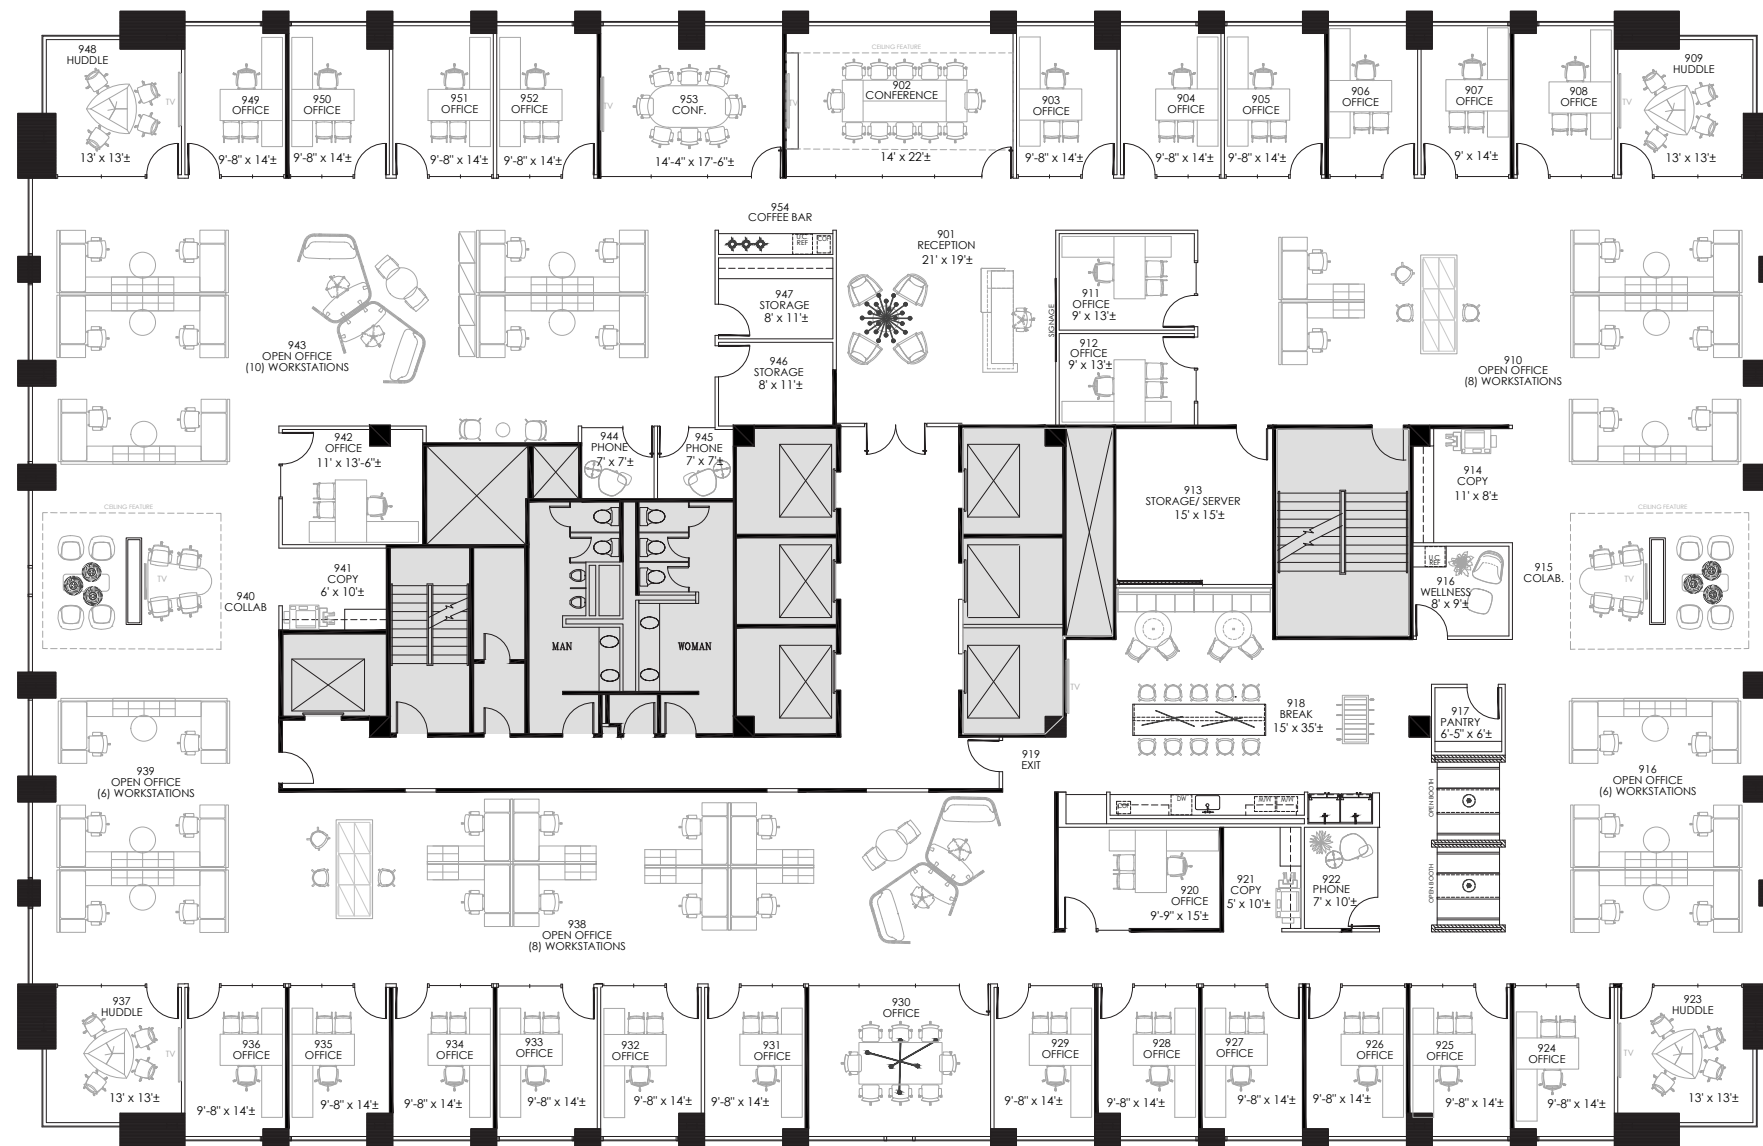 948
HUDDLE
TV
13' x 13'±
949
OFFICE
9'-8" x 14'±
950
OFFICE
9'-8" x 14'±
951
OFFICE
9'-8" x 14'±
952
OFFICE
9'-8" x 14'±
TV
953
CONF.
14'-4" x 17'-6"±
CEILING FEATURE
TV
902
CONFERENCE
14' x 22'±
903
OFFICE
9'-8" x 14'±
904
OFFICE
9'-8" x 14'±
905
OFFICE
9'-8" x 14'±
906
OFFICE
907
OFFICE
9' x 14'±
908
OFFICE
909
HUDDLE
TV
13' x 13'±
954
COFFEE BAR
U.C.
REF
901
RECEPTION
21' x 19'±
947
STORAGE
8' x 11'±
946
STORAGE
8' x 11'±
SIGNAGE
911
OFFICE
9' x 13'±
912
OFFICE
9' x 13'±
943
OPEN OFFICE
(10) WORKSTATIONS
910
OPEN OFFICE
(8) WORKSTATIONS
942
OFFICE
11' x 13'-6"±
944
PHONE
7' x 7'±
945
PHONE
7' x 7'±
913
STORAGE/ SERVER
15' x 15'±
914
COPY
11' x 8'±
CEILING FEATURE
TV
940
COLLAB
941
COPY
6' x 10'±
MAN
WOMAN
U.C.
REF
916
WELLNESS
8' x 9'±
915
COLAB.
CEILING FEATURE
TV
TV
918
BREAK
15' x 35'±
917
PANTRY
6'-5" x 6'±
919
EXIT
939
OPEN OFFICE
(6) WORKSTATIONS
916
OPEN OFFICE
(6) WORKSTATIONS
DW
M/W
M/W
OPEN BOOTH
OPEN BOOTH
920
OFFICE
9'-9" x 15'±
921
COPY
5' x 10'±
922
PHONE
7' x 10'±
938
OPEN OFFICE
(8) WORKSTATIONS
937
HUDDLE
TV
13' x 13'±
936
OFFICE
9'-8" x 14'±
935
OFFICE
9'-8" x 14'±
934
OFFICE
9'-8" x 14'±
933
OFFICE
9'-8" x 14'±
932
OFFICE
9'-8" x 14'±
931
OFFICE
9'-8" x 14'±
930
OFFICE
929
OFFICE
9'-8" x 14'±
928
OFFICE
9'-8" x 14'±
927
OFFICE
9'-8" x 14'±
926
OFFICE
9'-8" x 14'±
925
OFFICE
9'-8" x 14'±
924
OFFICE
9'-8" x 14'±
923
HUDDLE
TV
13' x 13'±